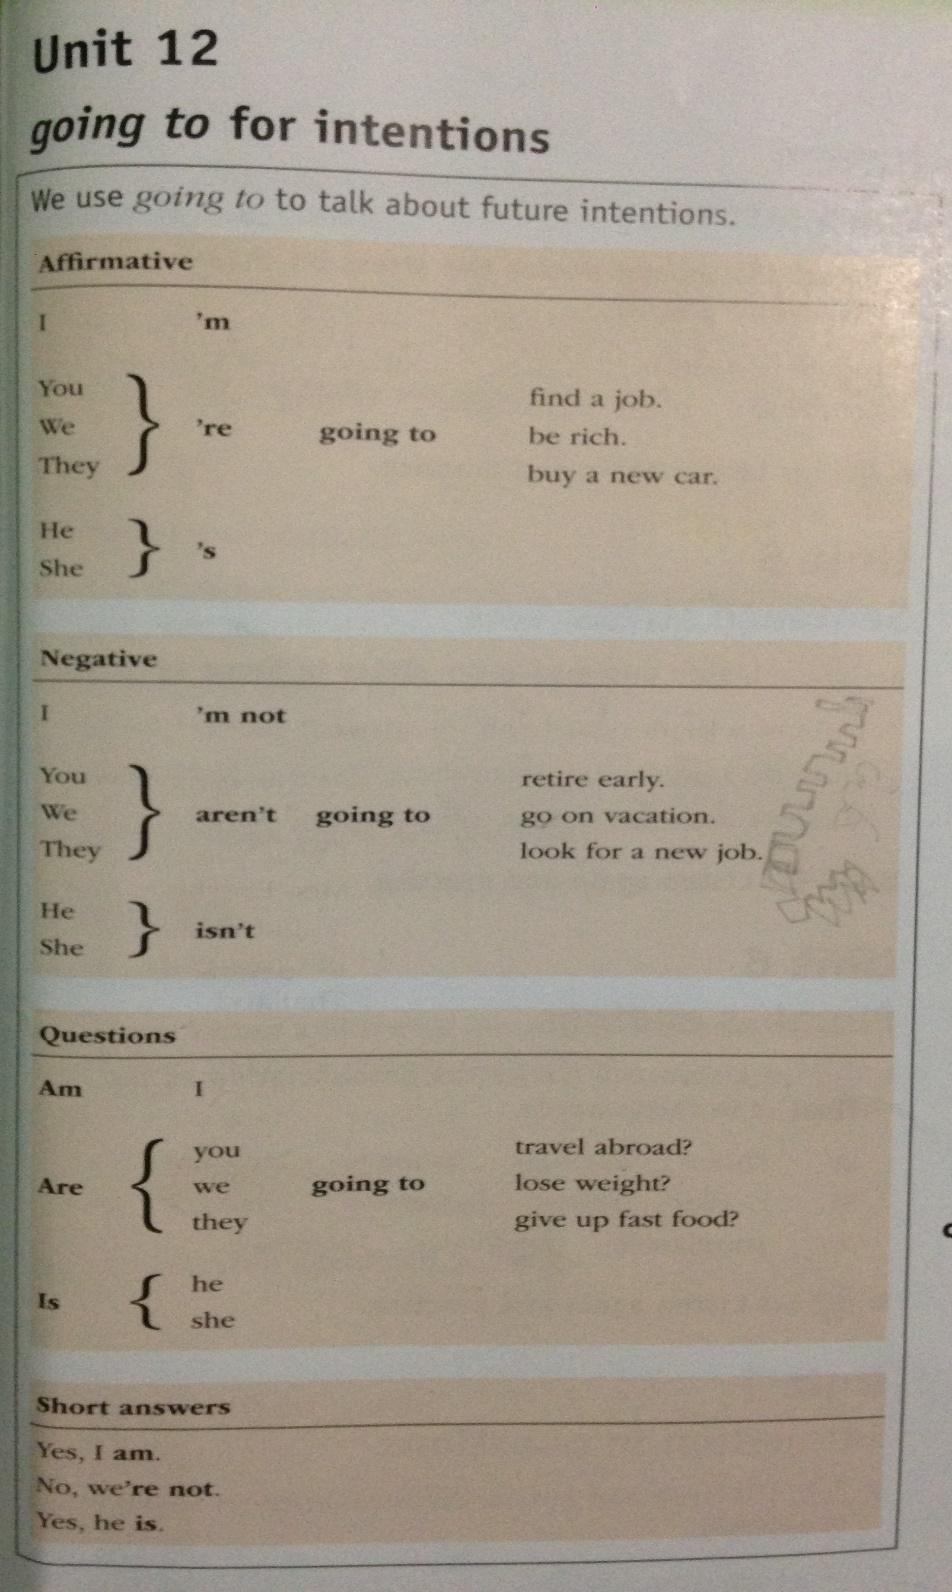 Unit 12
going to for intentions
We use going to to talk about future intentions.
Affirmative
I 'm
You
We
They
're going to
find a job.
be rich.
buy a new car.
He
She
's
Negative
I 'm not
You
We
They
aren't going to
retire early.
go on vacation.
look for a new job.
He
She
isn't
Questions
Am I
Are
you
we
they
going to
travel abroad?
lose weight?
give up fast food?
Is
he
she
Short answers
Yes, I am.
No, we're not.
Yes, he is.